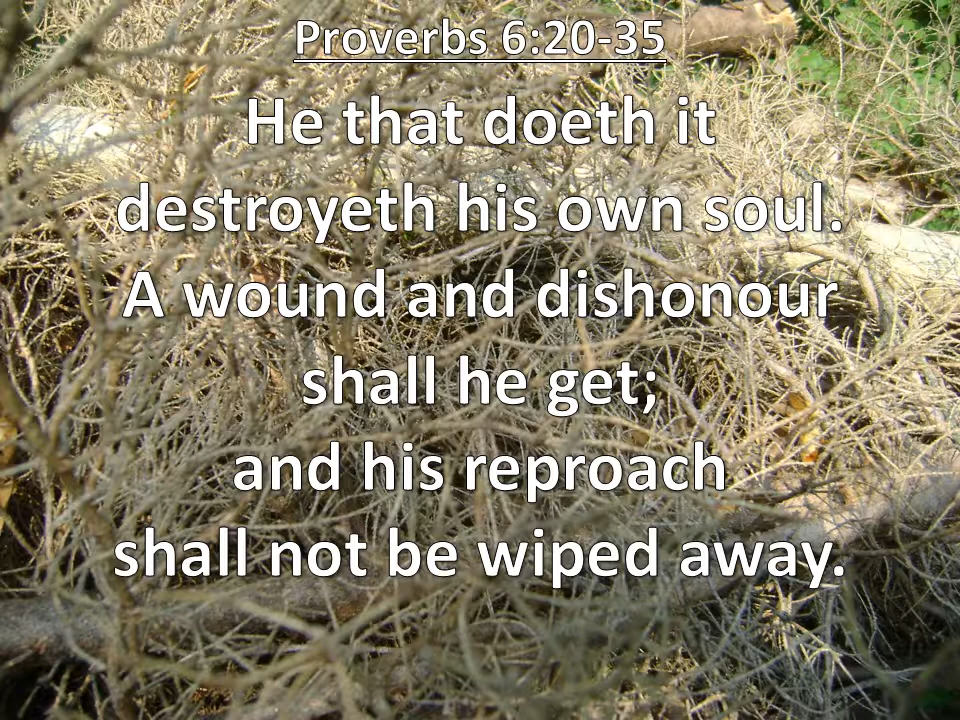 Proverbs 6:20-35
He that doeth it
destroyeth his own soul.
A wound and dishonour
shall he get;
and his reproach
shall not be wiped away.